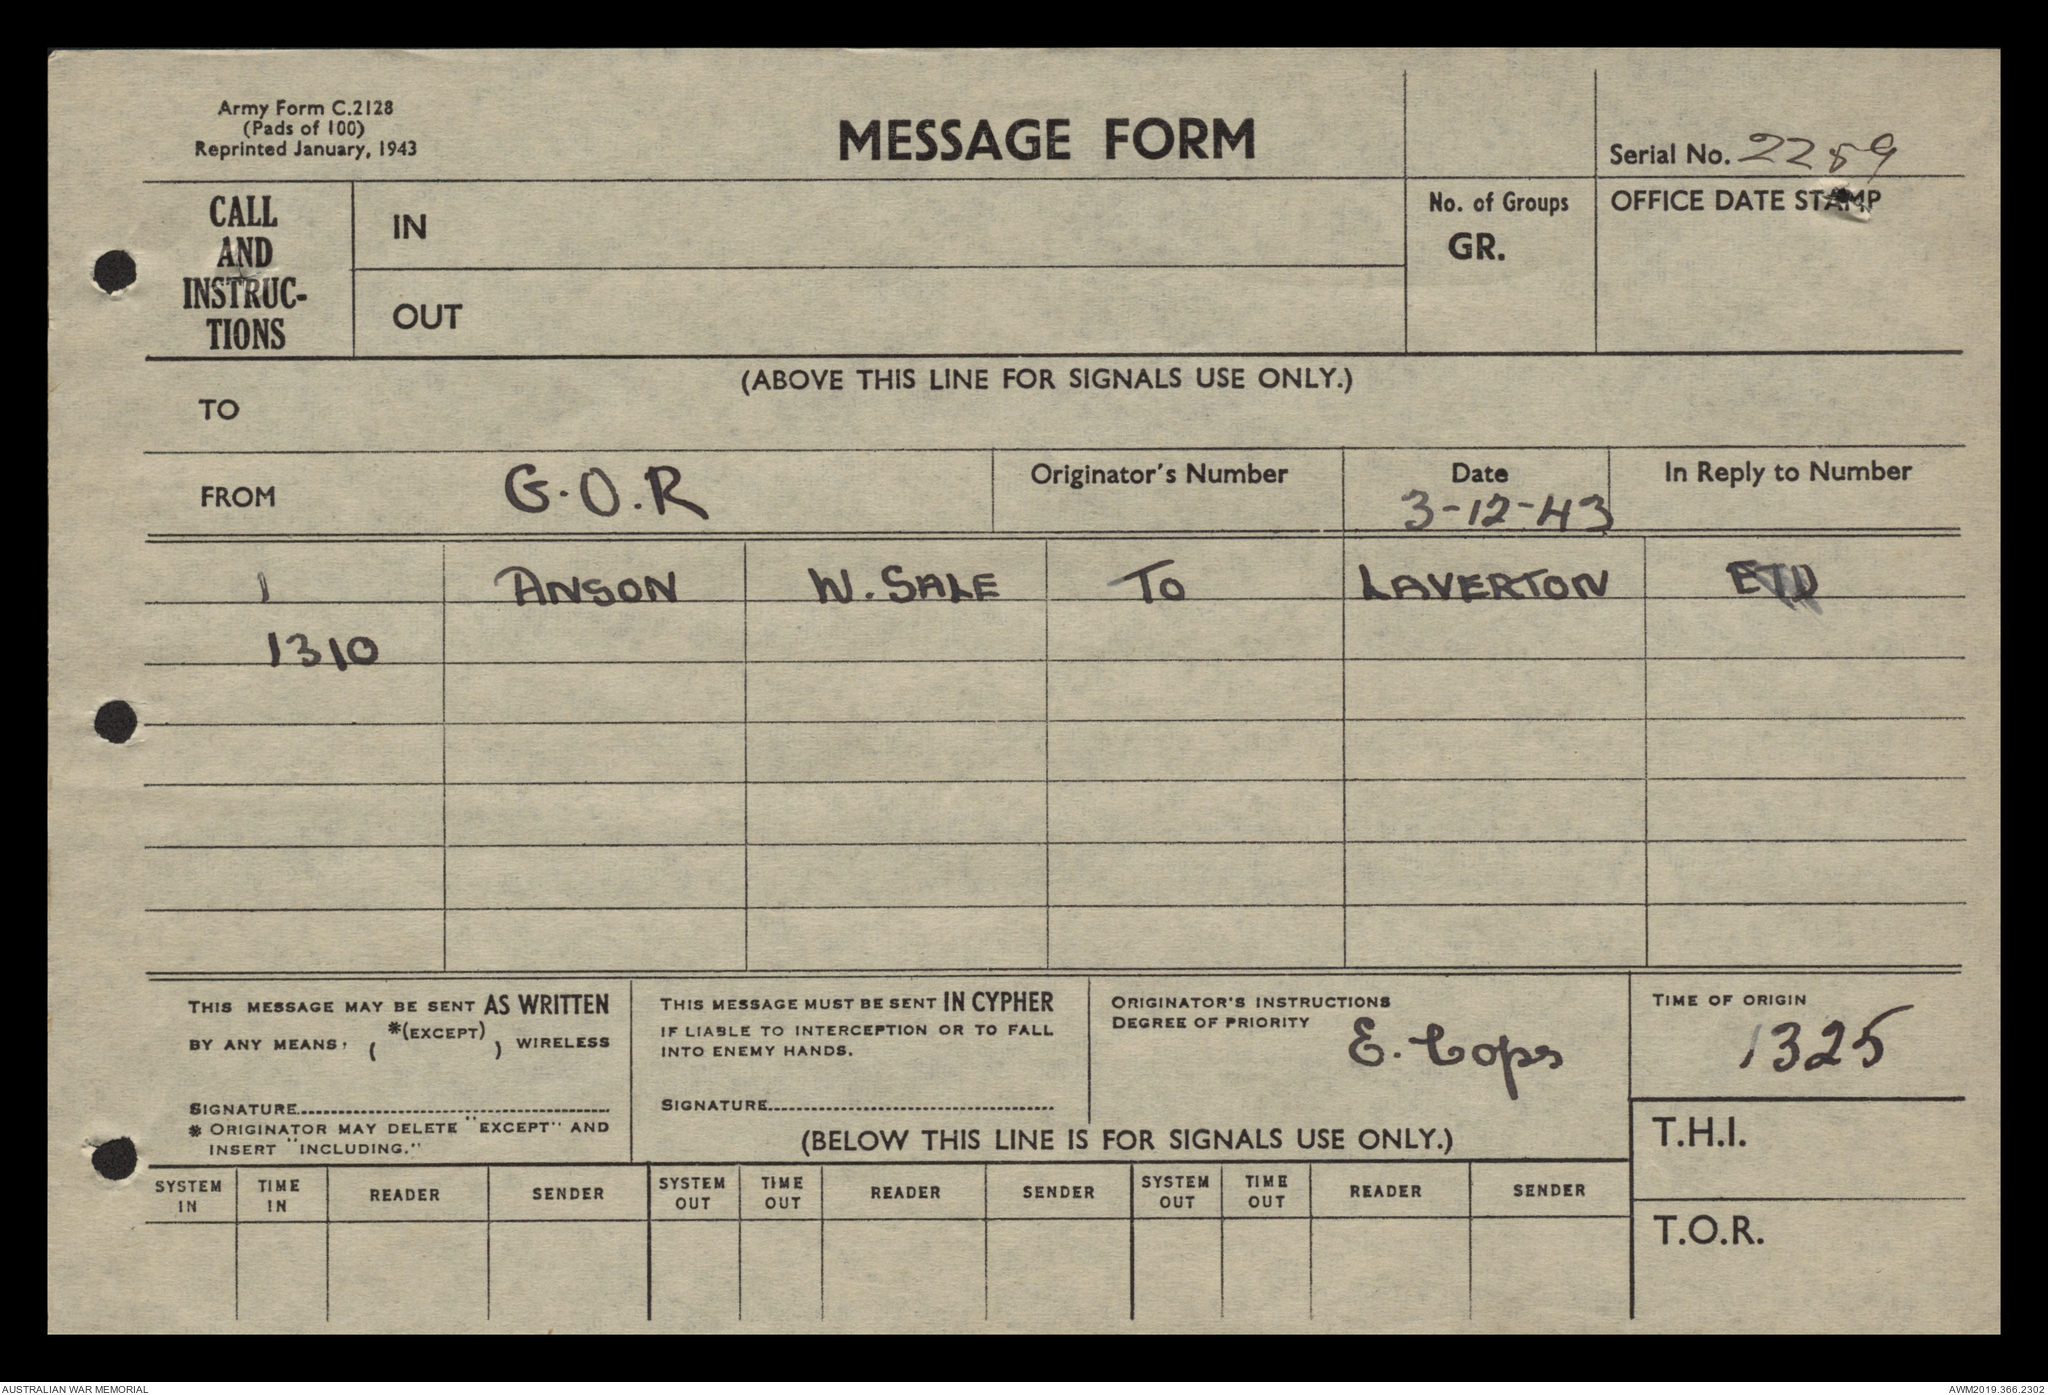 Army Form C.2128
(Pads of 100)
Reprinted January, 1943
MESSAGE FORM
Serial No. 2289
CALL
AND
INSTRUC-
TIONS
IN
OUT
No. of Groups
GR.
OFFICE DATE STAMP
(ABOVE THIS LINE FOR SIGNALS USE ONLY.)
TO
FROM G.O.R
Originator's Number
Date
3-12-43
In Reply to Number
1 ANSON W. SALE TO LAVERTON ETD
1310
THIS MESSAGE MAY BE SENT AS WRITTEN
BY ANY MEANS, ( *(EXCEPT) ) WIRELESS
SIGNATURE
* ORIGINATOR MAY DELETE "EXCEPT" AND
INSERT "INCLUDING."
THIS MESSAGE MUST BE SENT IN CYPHER
IF LIABLE TO INTERCEPTION OR TO FALL
INTO ENEMY HANDS.
SIGNATURE
ORIGINATOR'S INSTRUCTIONS
DEGREE OF PRIORITY
E. Cops
TIME OF ORIGIN
1325
(BELOW THIS LINE IS FOR SIGNALS USE ONLY.)
T.H.I.
T.O.R.
SYSTEM IN TIME IN READER SENDER SYSTEM OUT TIME OUT READER SENDER SYSTEM OUT TIME OUT READER SENDER
AUSTRALIAN WAR MEMORIAL
AWM2019.366.2302